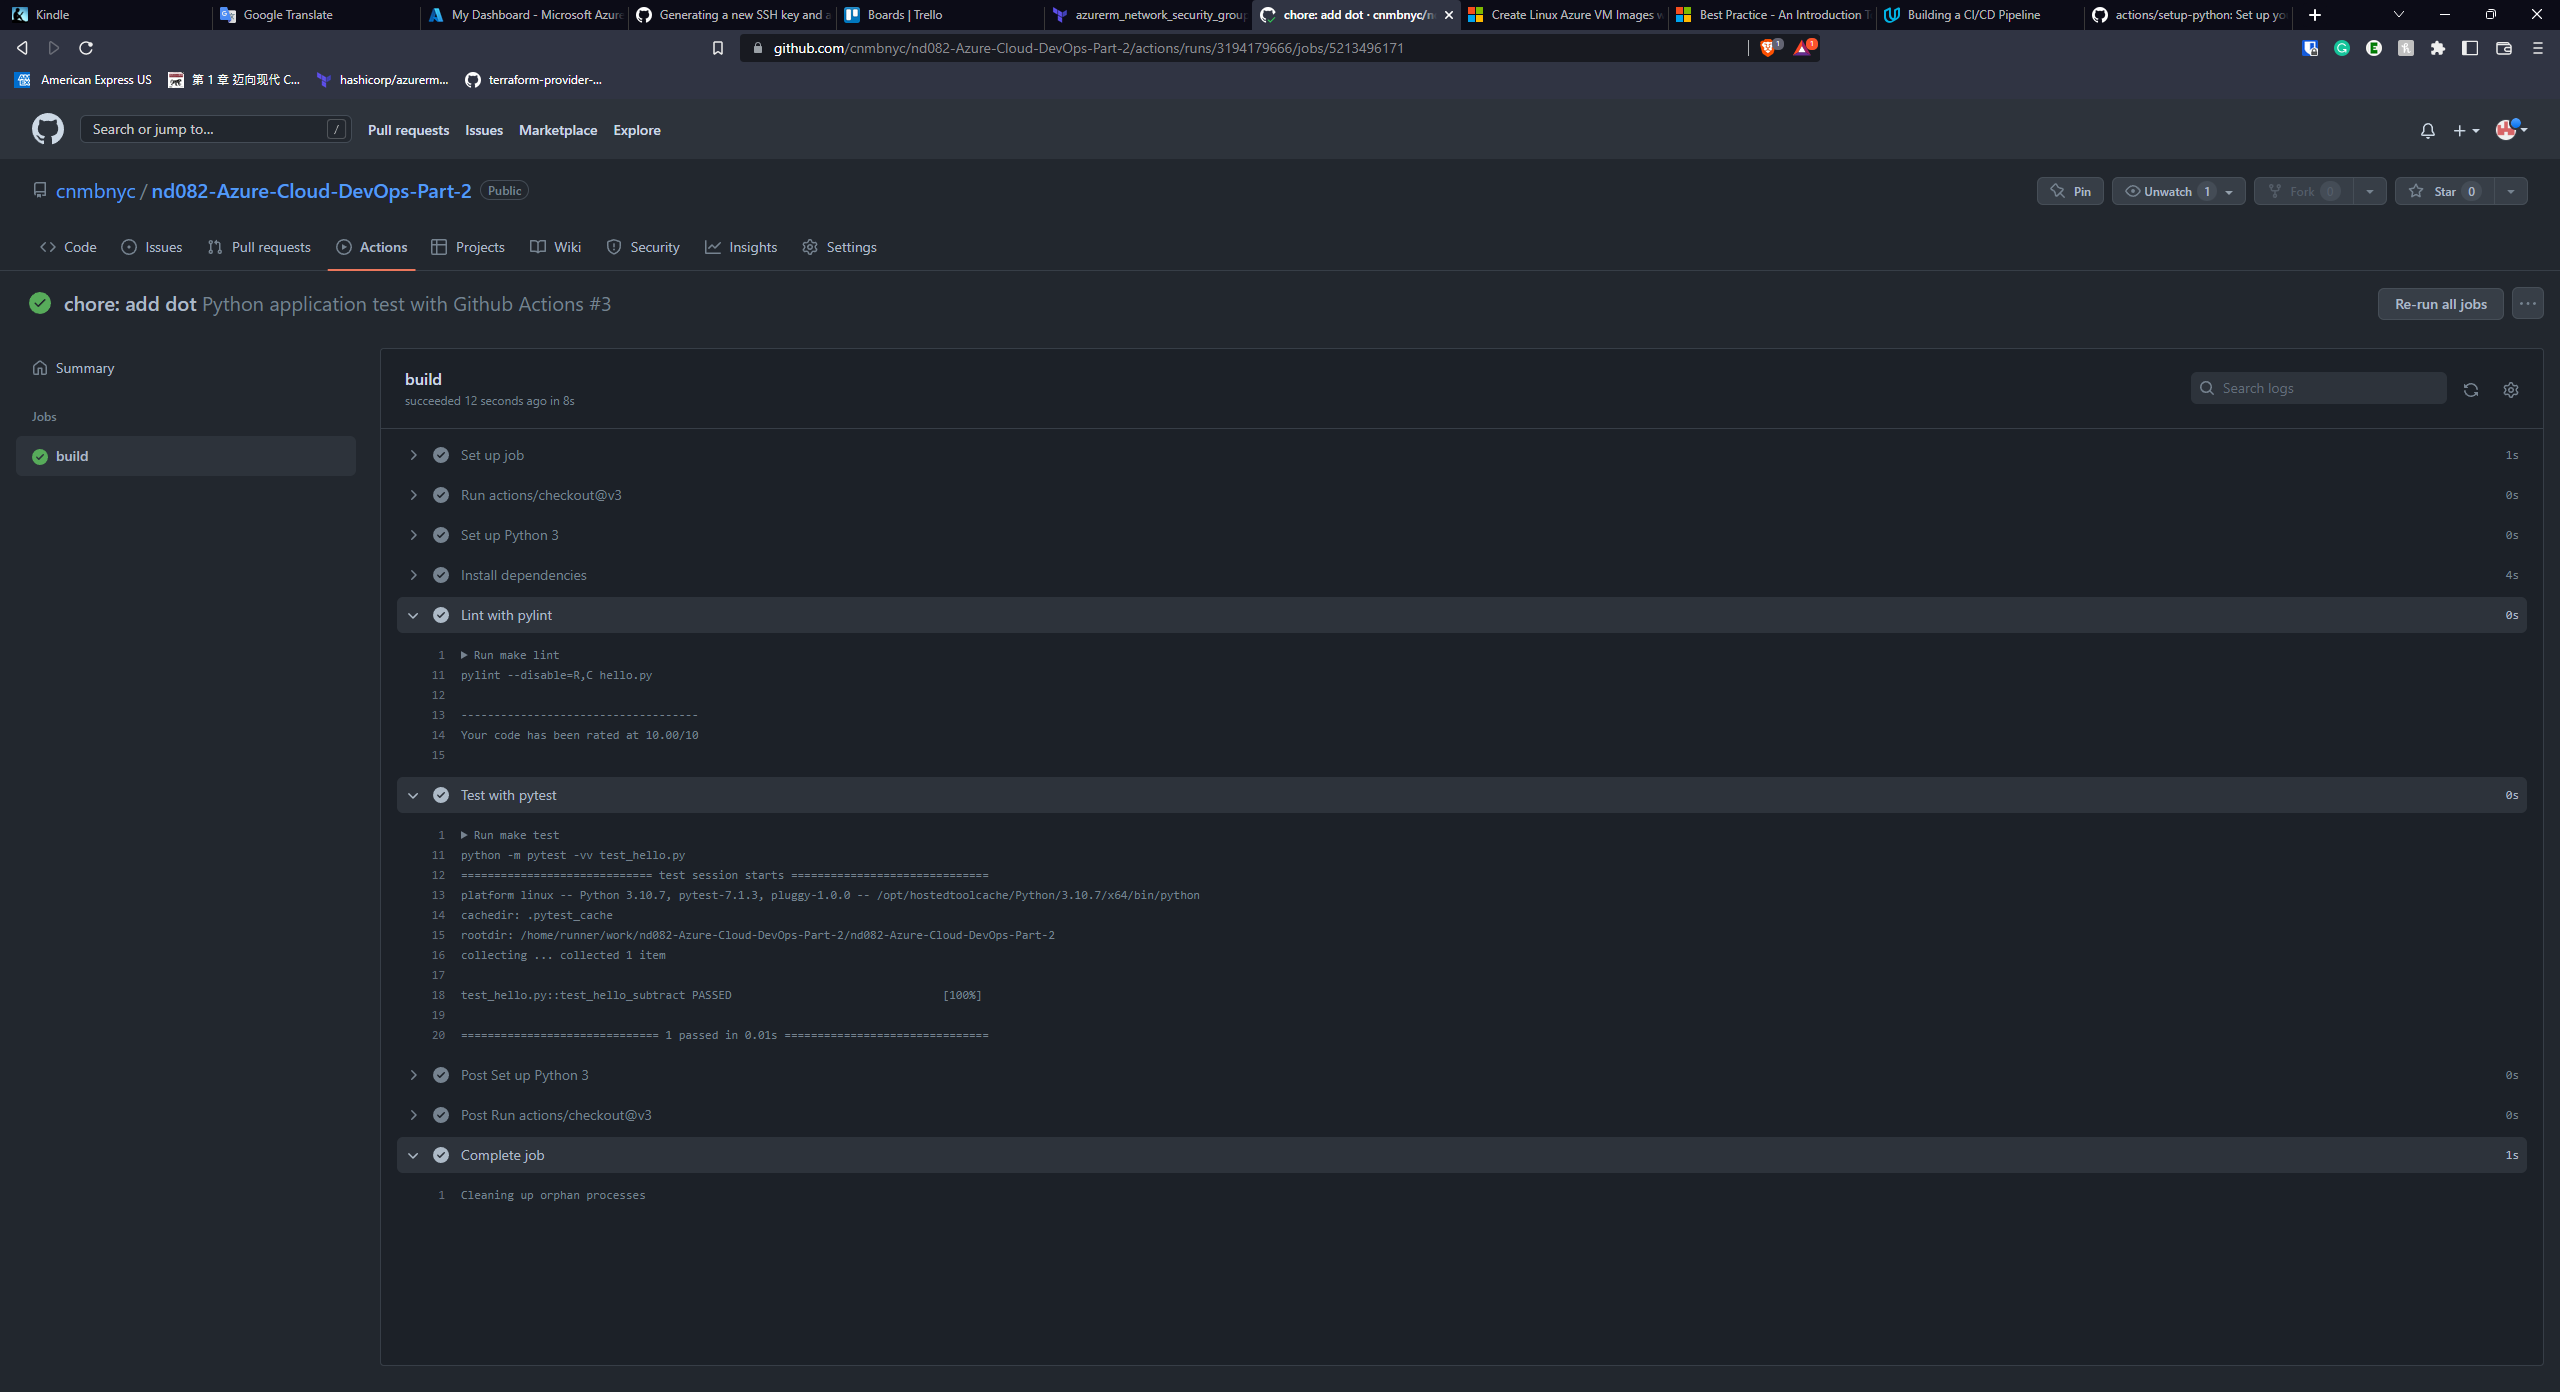 Kindle
Google Translate
My Dashboard - Microsoft Azure
Generating a new SSH key and a
Boards | Trello
azurerm_network_security_group
chore: add dot · cnmbnyc/n
Create Linux Azure VM Images w
Best Practice - An Introduction T
Building a CI/CD Pipeline
actions/setup-python: Set up yo
github.com/cnmbnyc/nd082-Azure-Cloud-DevOps-Part-2/actions/runs/3194179666/jobs/5213496171
1
1
American Express US
第 1 章 迈向现代 C...
hashicorp/azurerm...
terraform-provider-...
Search or jump to...
/
Pull requests
Issues
Marketplace
Explore
cnmbnyc / nd082-Azure-Cloud-DevOps-Part-2 Public
Pin
Unwatch 1
Fork 0
Star 0
Code
Issues
Pull requests
Actions
Projects
Wiki
Security
Insights
Settings
chore: add dot Python application test with Github Actions #3
Re-run all jobs
Summary
Jobs
build
build
succeeded 12 seconds ago in 8s
Search logs
Set up job 1s
Run actions/checkout@v3 0s
Set up Python 3 0s
Install dependencies 4s
Lint with pylint 0s
1 ▶ Run make lint
11 pylint --disable=R,C hello.py
12
13 ------------------------------------
14 Your code has been rated at 10.00/10
15
Test with pytest 0s
1 ▶ Run make test
11 python -m pytest -vv test_hello.py
12 ============================= test session starts ==============================
13 platform linux -- Python 3.10.7, pytest-7.1.3, pluggy-1.0.0 -- /opt/hostedtoolcache/Python/3.10.7/x64/bin/python
14 cachedir: .pytest_cache
15 rootdir: /home/runner/work/nd082-Azure-Cloud-DevOps-Part-2/nd082-Azure-Cloud-DevOps-Part-2
16 collecting ... collected 1 item
17
18 test_hello.py::test_hello_subtract PASSED [100%]
19
20 ============================== 1 passed in 0.01s ===============================
Post Set up Python 3 0s
Post Run actions/checkout@v3 0s
Complete job 1s
1 Cleaning up orphan processes